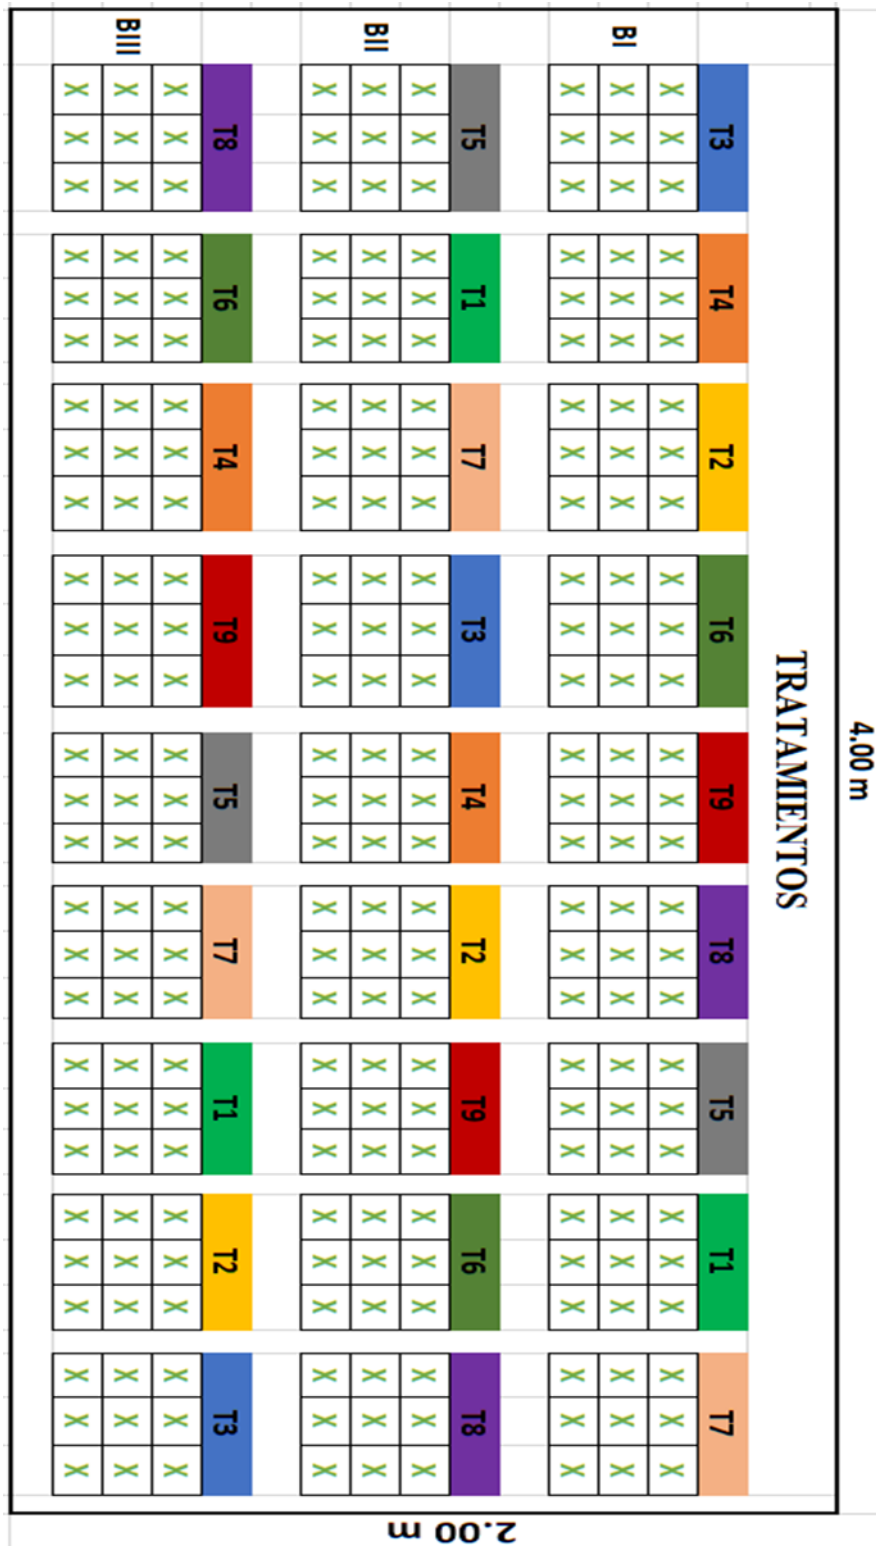 4.00 m
TRATAMIENTOS
T3 T4 T2 T6 T9 T8 T5 T1 T7
BI
T5 T1 T7 T3 T4 T2 T9 T6 T8
BII
T8 T6 T4 T9 T5 T7 T1 T2 T3
BIII
2.00 m